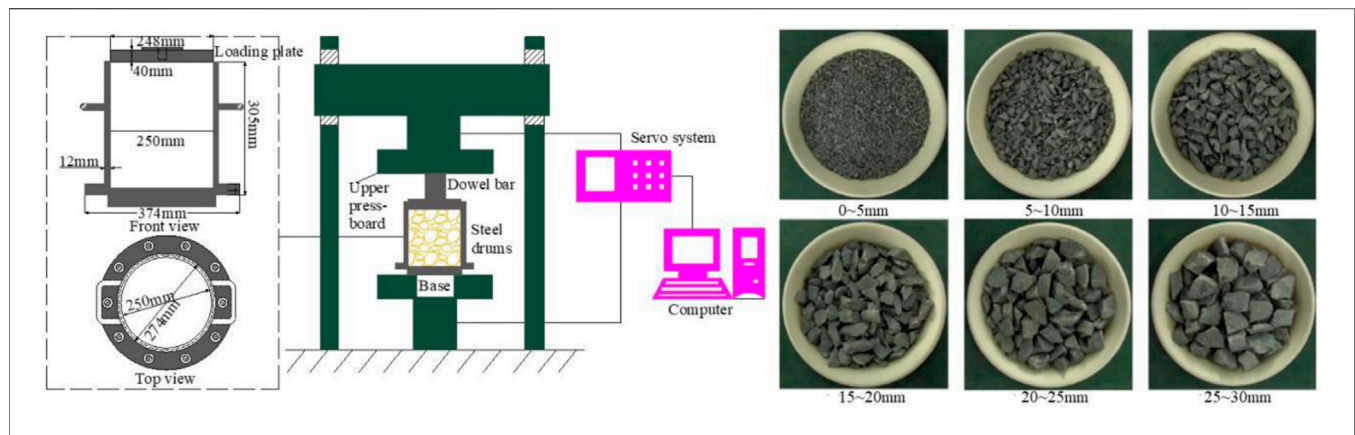 248mm
Loading plate
40mm
305mm
250mm
12mm
374mm
Front view
250mm
274mm
Top view
Upper
press-
board
Dowel bar
Steel
drums
Base
Servo system
Computer
0~5mm
5~10mm
10~15mm
15~20mm
20~25mm
25~30mm